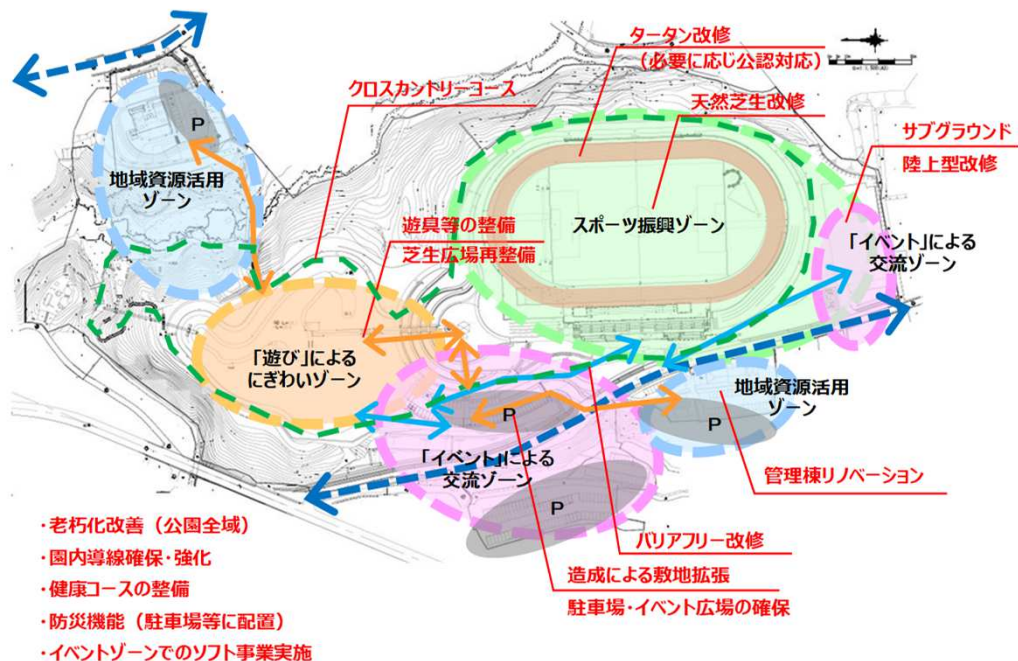 タータン改修
（必要に応じ公認対応）
クロスカントリーコース
天然芝生改修
サブグラウンド
陸上型改修
P
地域資源活用
ゾーン
遊具等の整備
芝生広場再整備
スポーツ振興ゾーン
「イベント」による
交流ゾーン
「遊び」による
にぎわいゾーン
地域資源活用
ゾーン
P
P
「イベント」による
交流ゾーン
管理棟リノベーション
P
バリアフリー改修
造成による敷地拡張
駐車場・イベント広場の確保
・老朽化改善（公園全域）
・園内導線確保・強化
・健康コースの整備
・防災機能（駐車場等に配置）
・イベントゾーンでのソフト事業実施